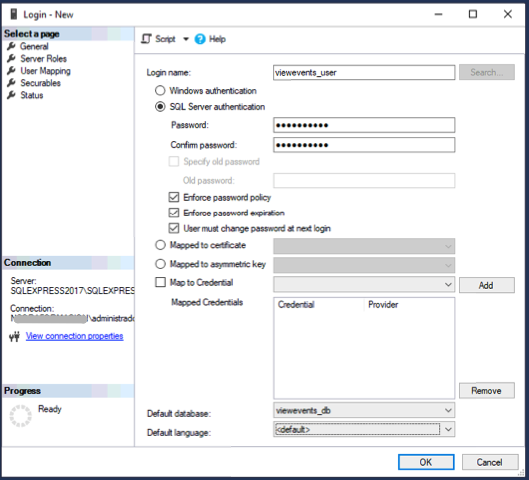 Login - New
Select a page
General
Server Roles
User Mapping
Securables
Status
Script
Help
Login name:
viewevents_user
Search...
Windows authentication
SQL Server authentication
Password:
●●●●●●●●●●
Confirm password:
●●●●●●●●●●
Specify old password
Old password:
Enforce password policy
Enforce password expiration
User must change password at next login
Mapped to certificate
Mapped to asymmetric key
Map to Credential
Add
Mapped Credentials
Credential
Provider
Remove
Default database:
viewevents_db
Default language:
<default>
Connection
Server:
SQLEXPRESS2017\SQLEXPRES
Connection:
\administrado
View connection properties
Progress
Ready
OK
Cancel